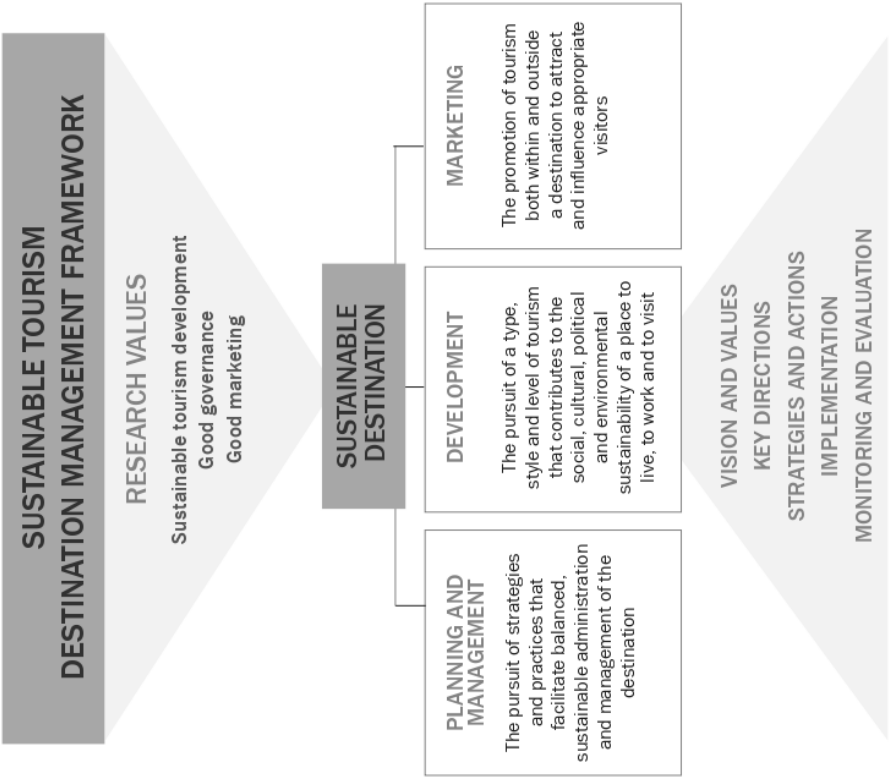 SUSTAINABLE TOURISM
DESTINATION MANAGEMENT FRAMEWORK
RESEARCH VALUES
Sustainable tourism development
Good governance
Good marketing
SUSTAINABLE
DESTINATION
PLANNING AND
MANAGEMENT
The pursuit of strategies
and practices that
facilitate balanced,
sustainable administration
and management of the
destination
DEVELOPMENT
The pursuit of a type,
style and level of tourism
that contributes to the
social, cultural, political
and environmental
sustainability of a place to
live, to work and to visit
MARKETING
The promotion of tourism
both within and outside
a destination to attract
and influence appropriate
visitors
VISION AND VALUES
KEY DIRECTIONS
STRATEGIES AND ACTIONS
IMPLEMENTATION
MONITORING AND EVALUATION